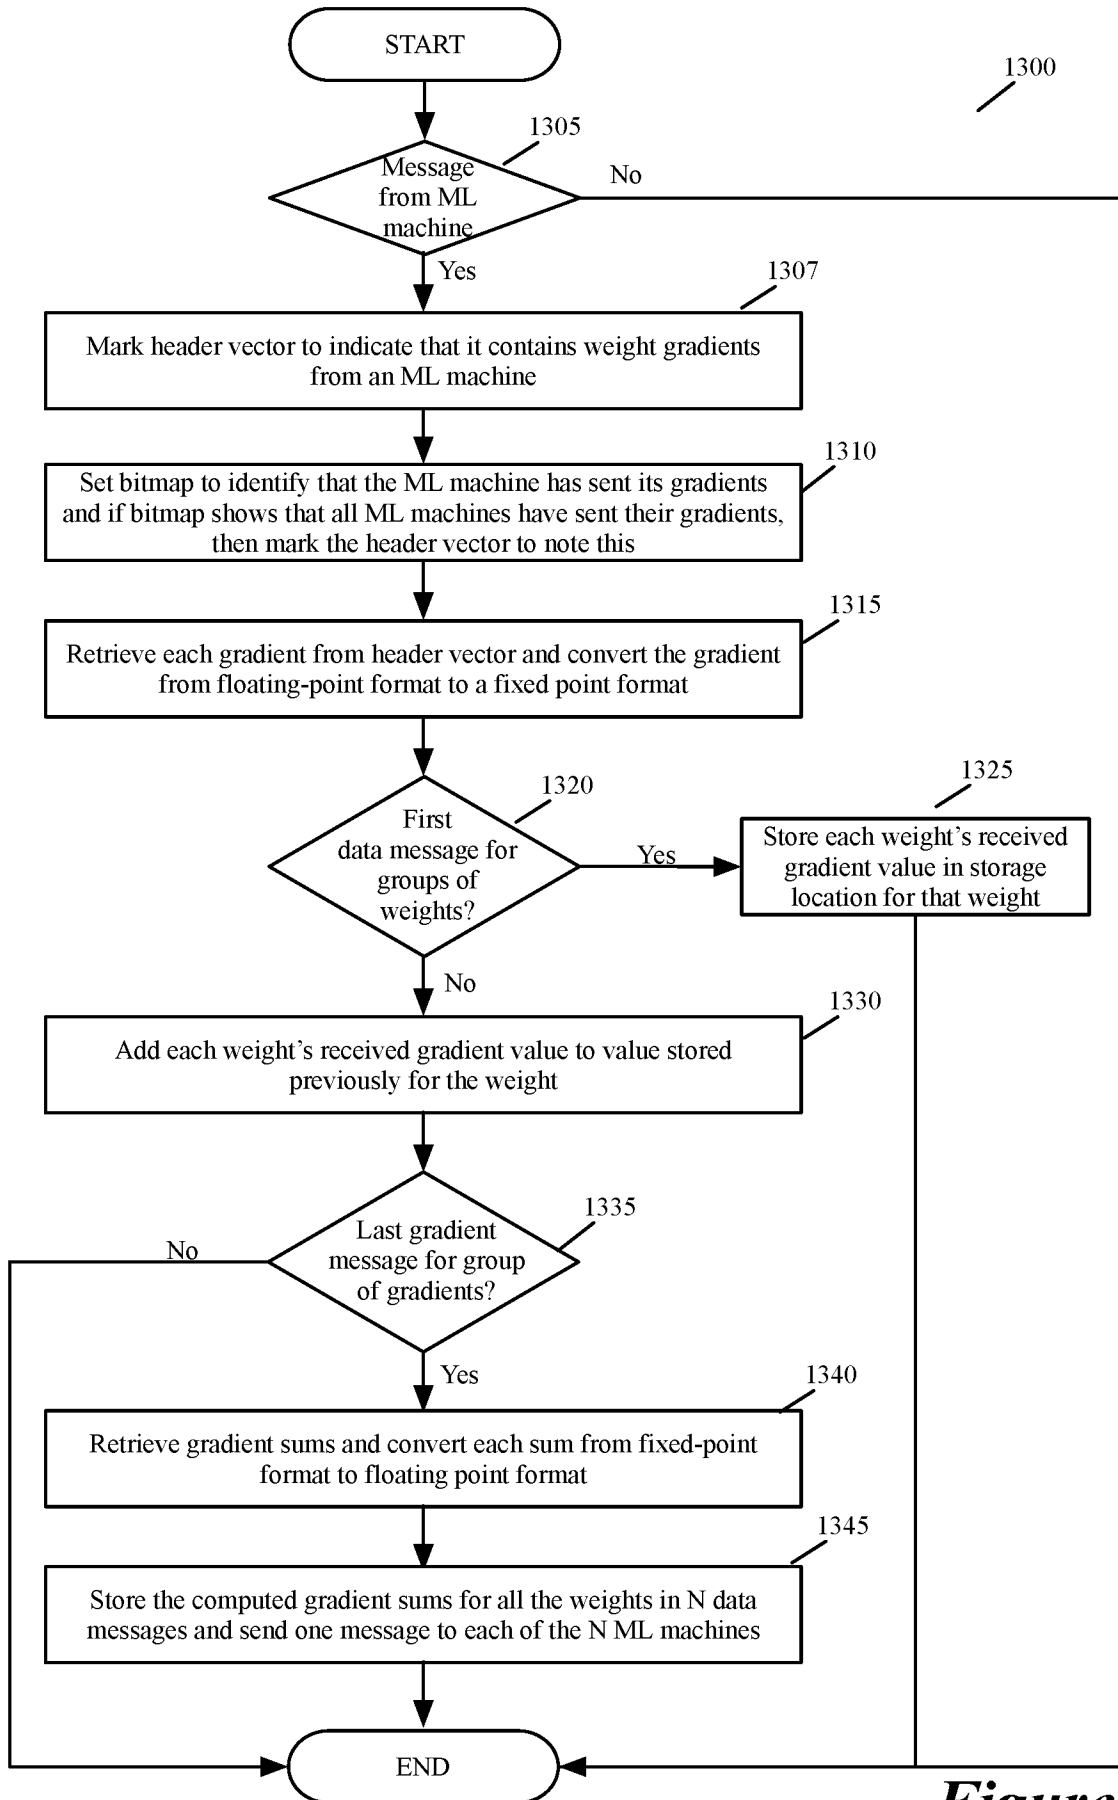 START
1300
1305
Message
from ML
machine
No
Yes
1307
Mark header vector to indicate that it contains weight gradients
from an ML machine
1310
Set bitmap to identify that the ML machine has sent its gradients
and if bitmap shows that all ML machines have sent their gradients,
then mark the header vector to note this
1315
Retrieve each gradient from header vector and convert the gradient
from floating-point format to a fixed point format
1320
First
data message for
groups of
weights?
Yes
1325
Store each weight's received
gradient value in storage
location for that weight
No
1330
Add each weight's received gradient value to value stored
previously for the weight
1335
Last gradient
message for group
of gradients?
No
Yes
1340
Retrieve gradient sums and convert each sum from fixed-point
format to floating point format
1345
Store the computed gradient sums for all the weights in N data
messages and send one message to each of the N ML machines
END
Figure